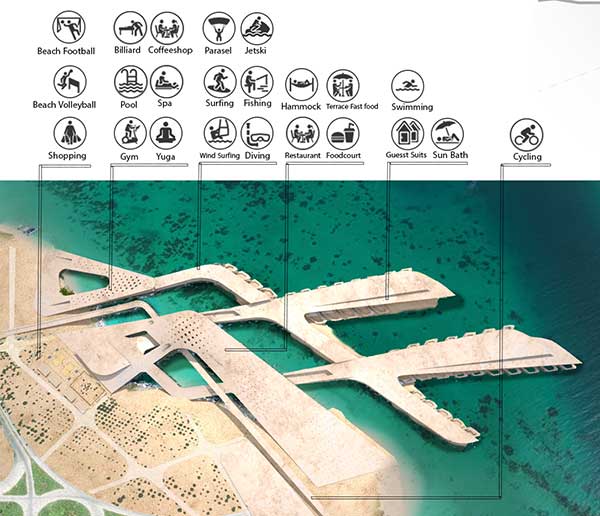 Beach Football Billiard Coffeeshop Parasel Jetski
Beach Volleyball Pool Spa Surfing Fishing Hammock Terrace Fast food Swimming
Shopping Gym Yuga Wind Surfing Diving Restaurant Foodcourt Guesst Suits Sun Bath Cycling